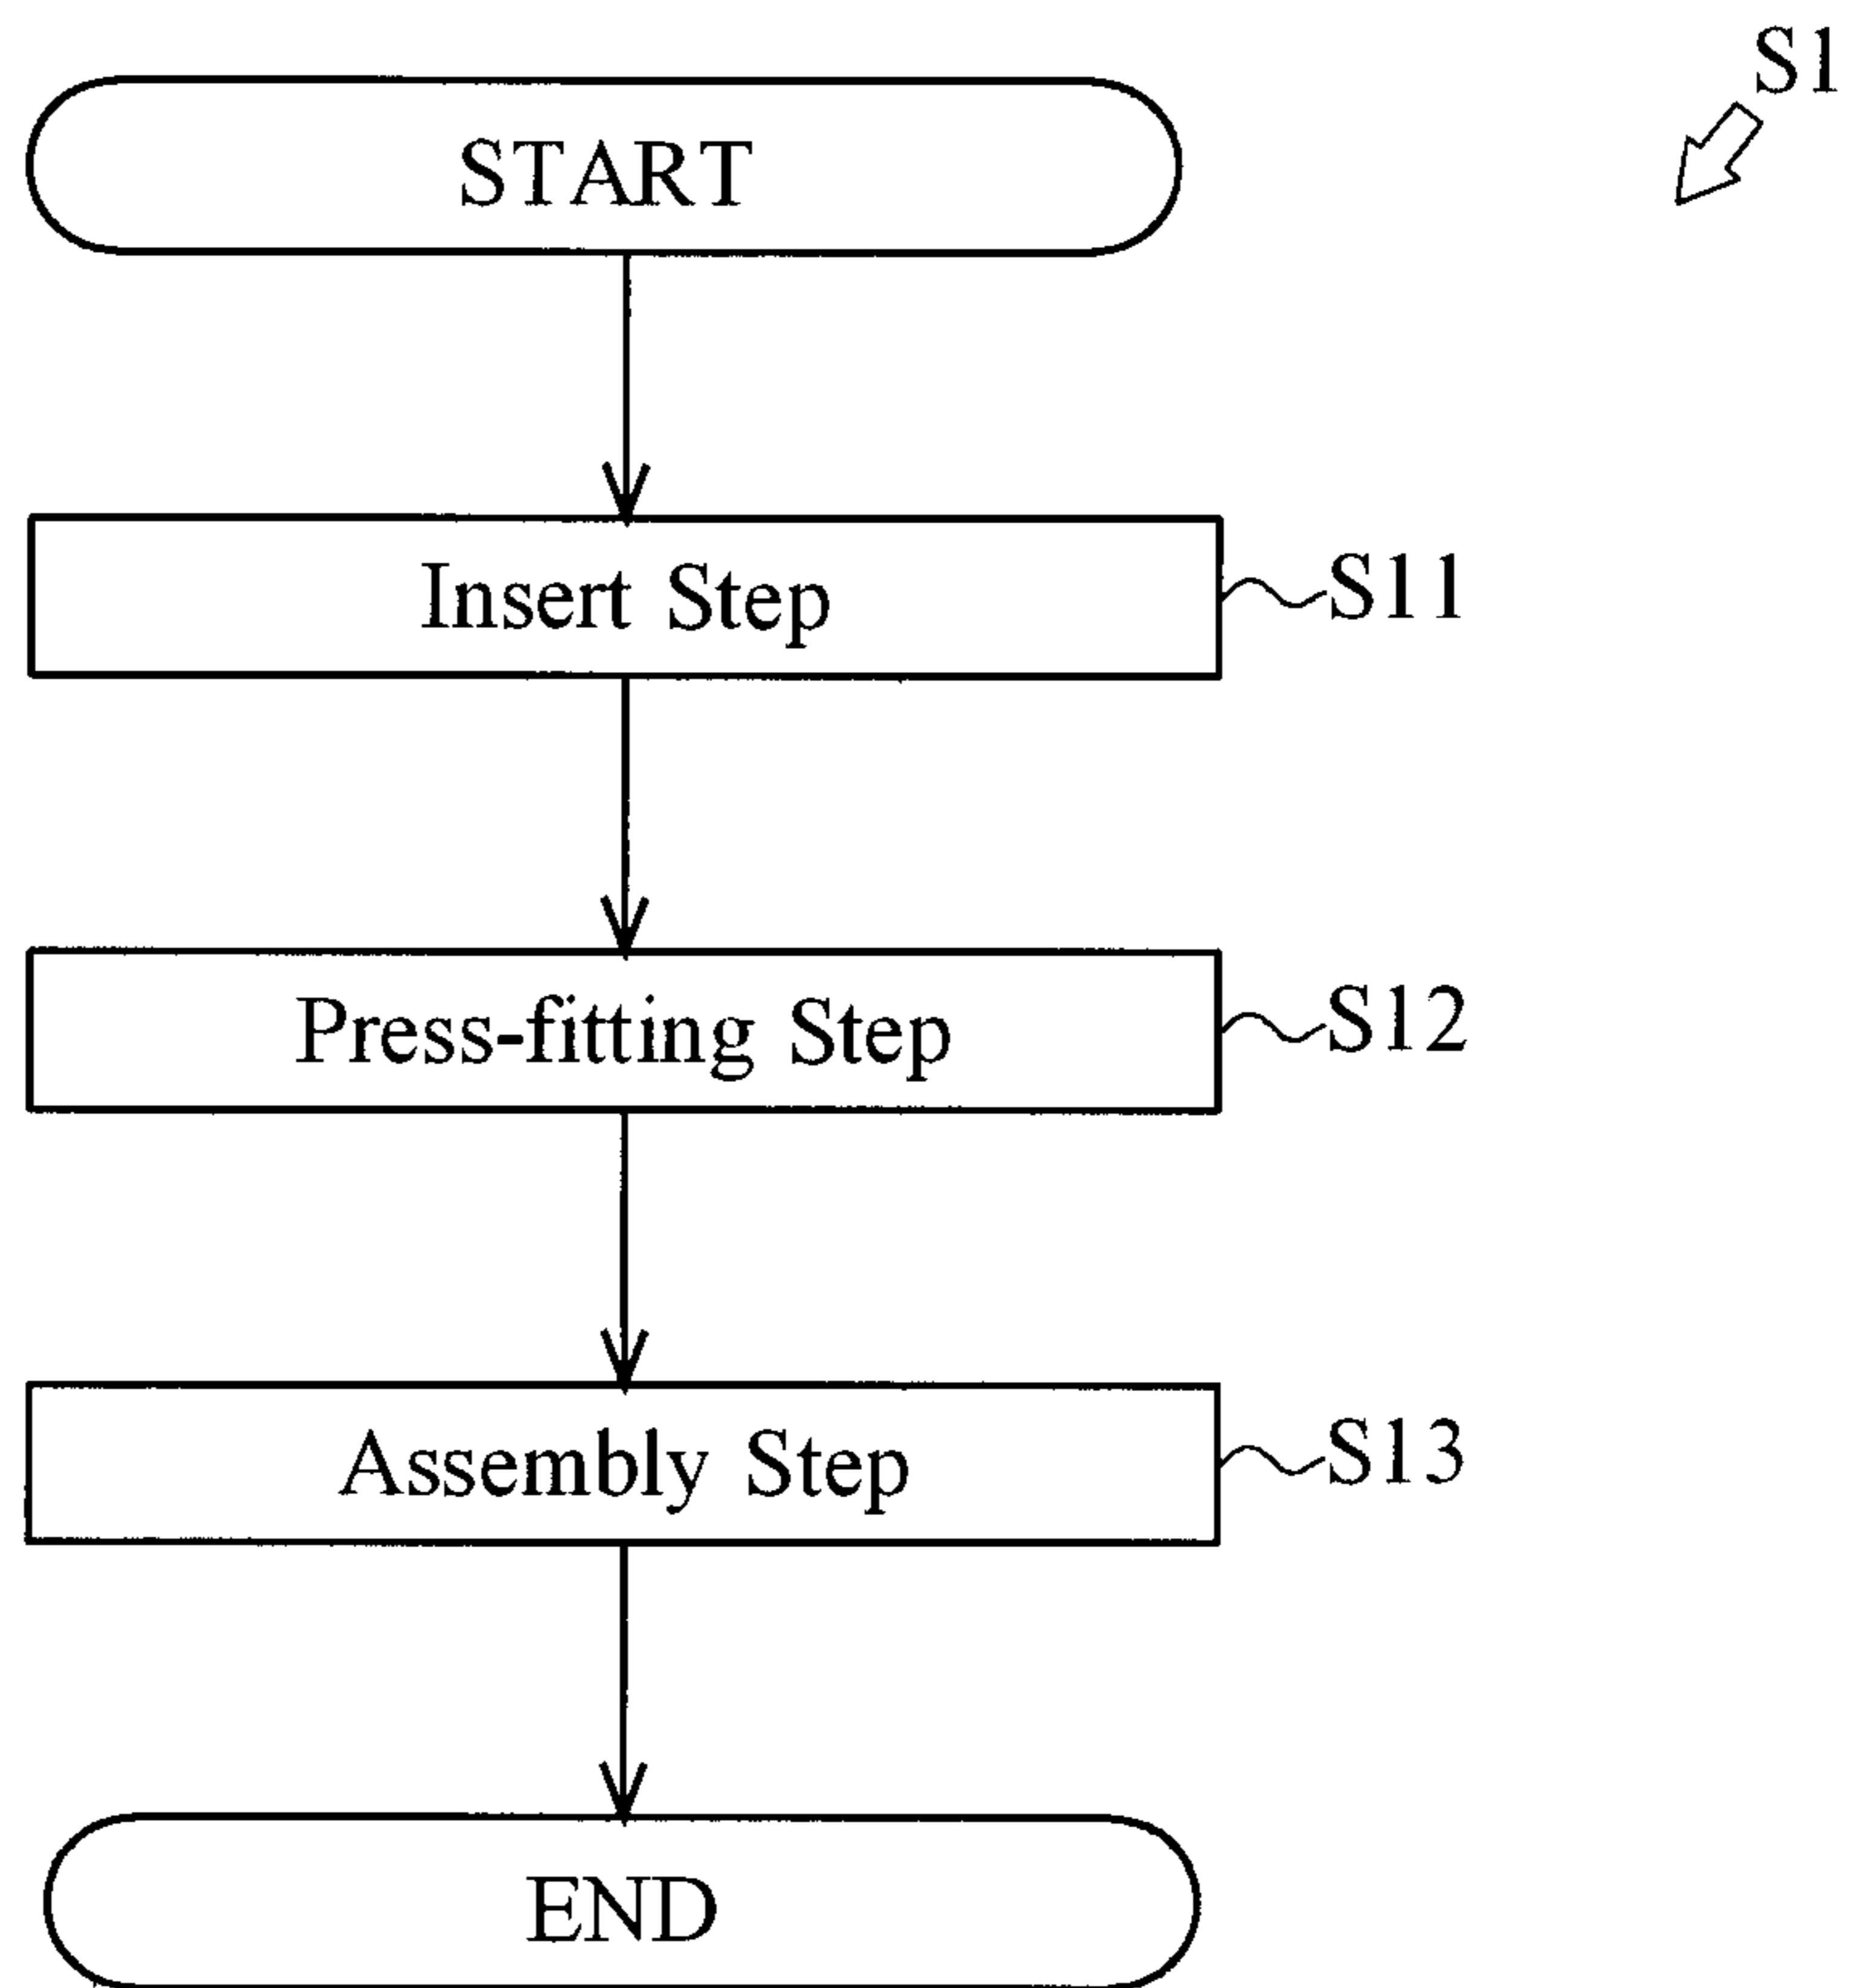 S1
START
Insert Step
S11
Press-fitting Step
S12
Assembly Step
S13
END